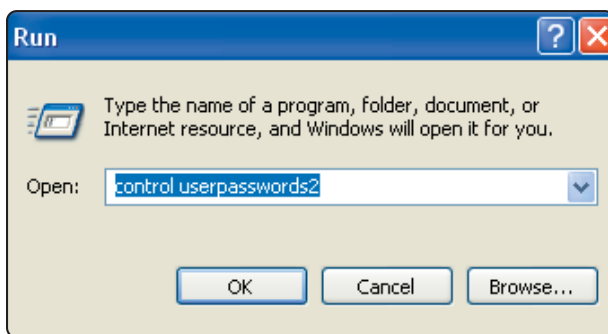 Run
Type the name of a program, folder, document, or
Internet resource, and Windows will open it for you.
Open:
control userpasswords2
OK
Cancel
Browse...